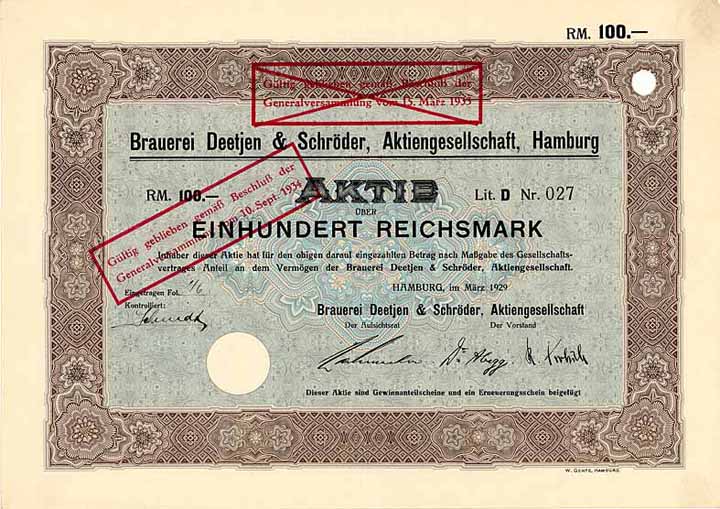 RM. 100.—
Gültig geblieben gemäß Beschluß der
Generalversammlung vom 15. März 1935
Brauerei Deetjen & Schröder, Aktiengesellschaft, Hamburg
RM. 100.— AKTIE Lit. D Nr. 027
ÜBER
EINHUNDERT REICHSMARK
Gültig geblieben gemäß Beschluß der
Generalversammlung vom 10. Sept. 1934
Inhaber dieser Aktie hat für den obigen darauf eingezahlten Betrag nach Maßgabe des Gesellschafts-
vertrages Anteil an dem Vermögen der Brauerei Deetjen & Schröder, Aktiengesellschaft.
HAMBURG, im März 1929
Eingetragen Fol.
Kontrolliert:
Brauerei Deetjen & Schröder, Aktiengesellschaft
Der Aufsichtsrat Der Vorstand
Dieser Aktie sind Gewinnanteilscheine und ein Erneuerungsschein beigefügt
W. GENTE, HAMBURG